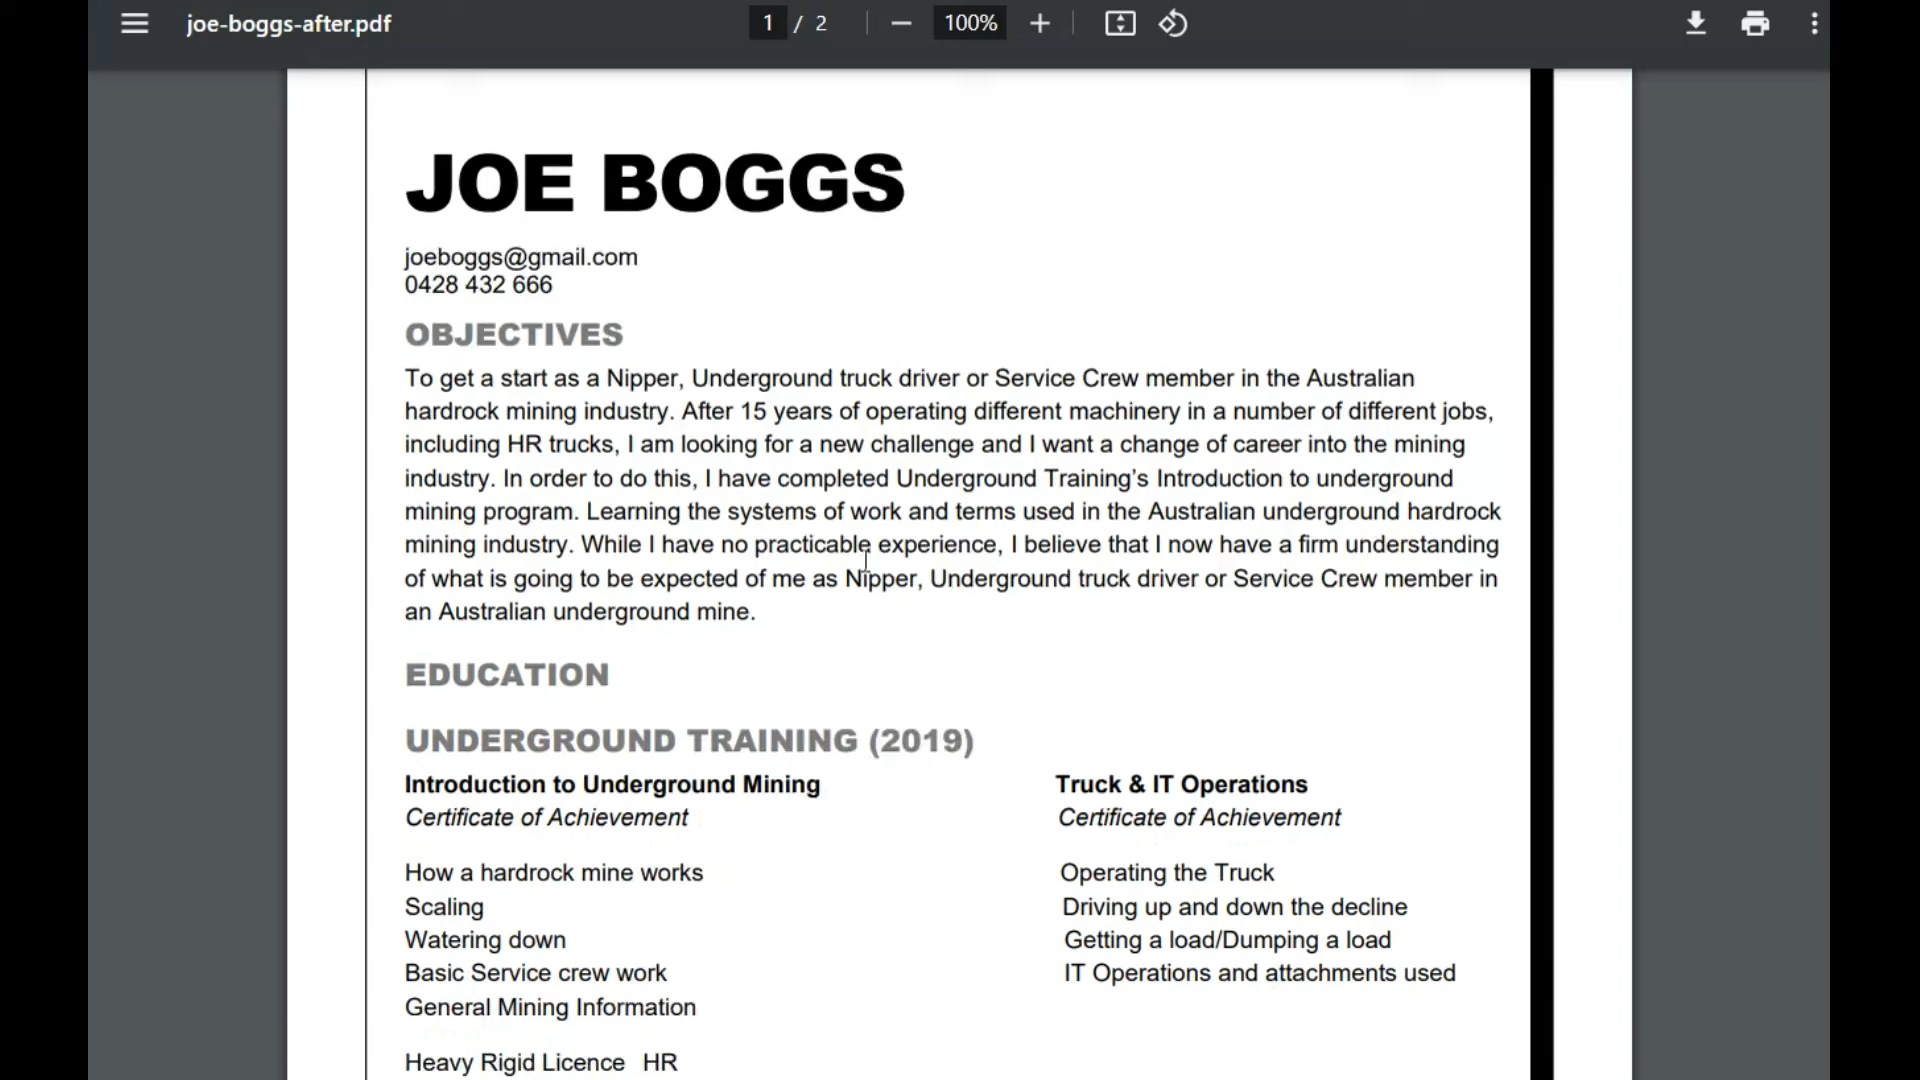 joe-boggs-after.pdf
1 / 2
100%
JOE BOGGS
joeboggs@gmail.com
0428 432 666
OBJECTIVES
To get a start as a Nipper, Underground truck driver or Service Crew member in the Australian
hardrock mining industry. After 15 years of operating different machinery in a number of different jobs,
including HR trucks, I am looking for a new challenge and I want a change of career into the mining
industry. In order to do this, I have completed Underground Training’s Introduction to underground
mining program. Learning the systems of work and terms used in the Australian underground hardrock
mining industry. While I have no practicable experience, I believe that I now have a firm understanding
of what is going to be expected of me as Nipper, Underground truck driver or Service Crew member in
an Australian underground mine.
EDUCATION
UNDERGROUND TRAINING (2019)
Introduction to Underground Mining
Certificate of Achievement
How a hardrock mine works
Scaling
Watering down
Basic Service crew work
General Mining Information
Heavy Rigid Licence HR
Truck & IT Operations
Certificate of Achievement
Operating the Truck
Driving up and down the decline
Getting a load/Dumping a load
IT Operations and attachments used